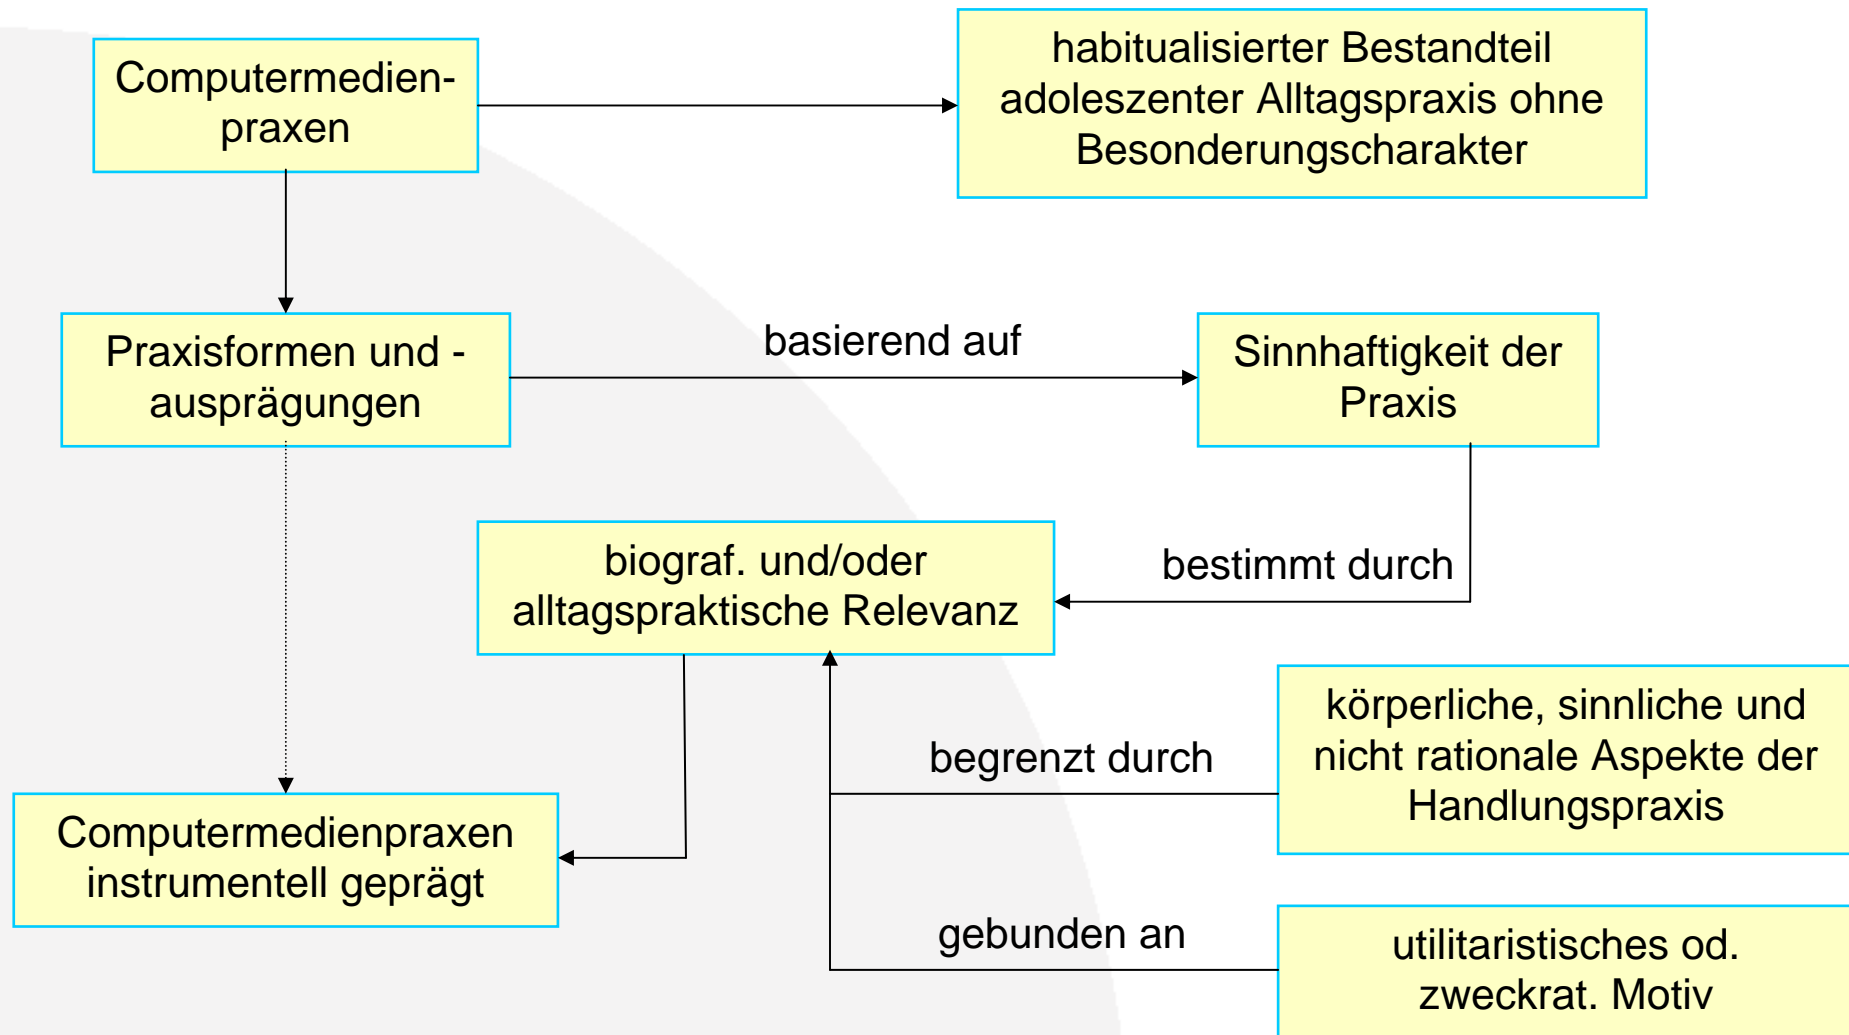 Computermedien-
praxen
habitualisierter Bestandteil
adoleszenter Alltagspraxis ohne
Besonderungscharakter
Praxisformen und -
ausprägungen
basierend auf
Sinnhaftigkeit der
Praxis
biograf. und/oder
alltagspraktische Relevanz
bestimmt durch
begrenzt durch
körperliche, sinnliche und
nicht rationale Aspekte der
Handlungspraxis
Computermedienpraxen
instrumentell geprägt
gebunden an
utilitaristisches od.
zweckrat. Motiv